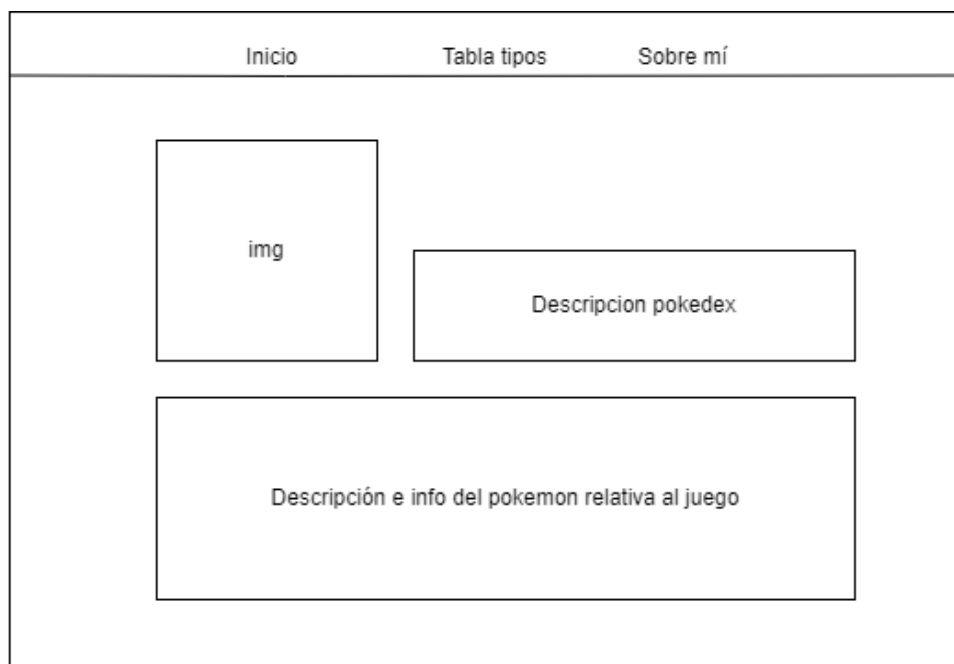 Inicio Tabla tipos Sobre mí
img
Descripcion pokedex
Descripción e info del pokemon relativa al juego